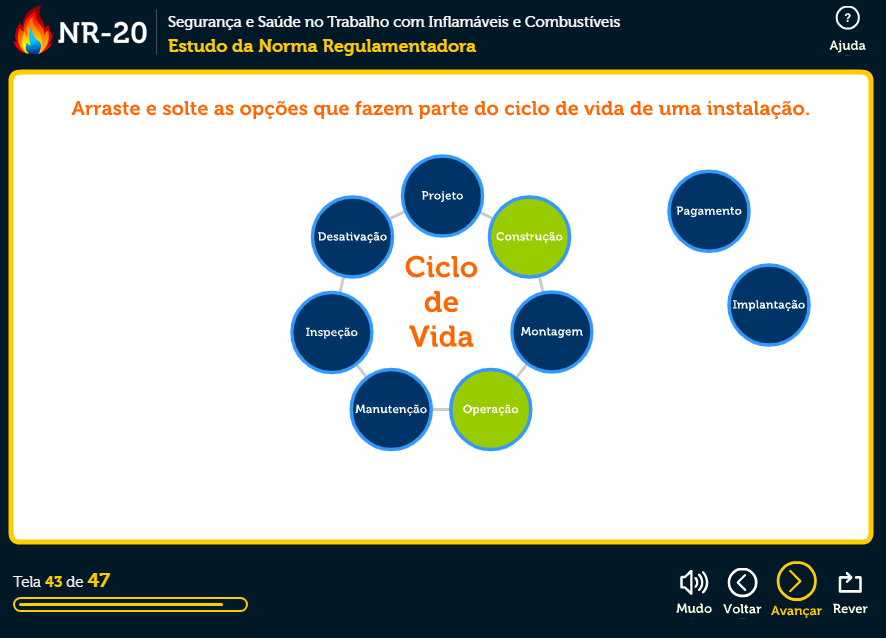 NR-20
Segurança e Saúde no Trabalho com Inflamáveis e Combustíveis
Estudo da Norma Regulamentadora
?
Ajuda
Arraste e solte as opções que fazem parte do ciclo de vida de uma instalação.
Projeto
Desativação
Construção
Pagamento
Ciclo
de
Vida
Inspeção
Montagem
Implantação
Manutenção
Operação
Tela 43 de 47
Mudo
Voltar
Avançar
Rever